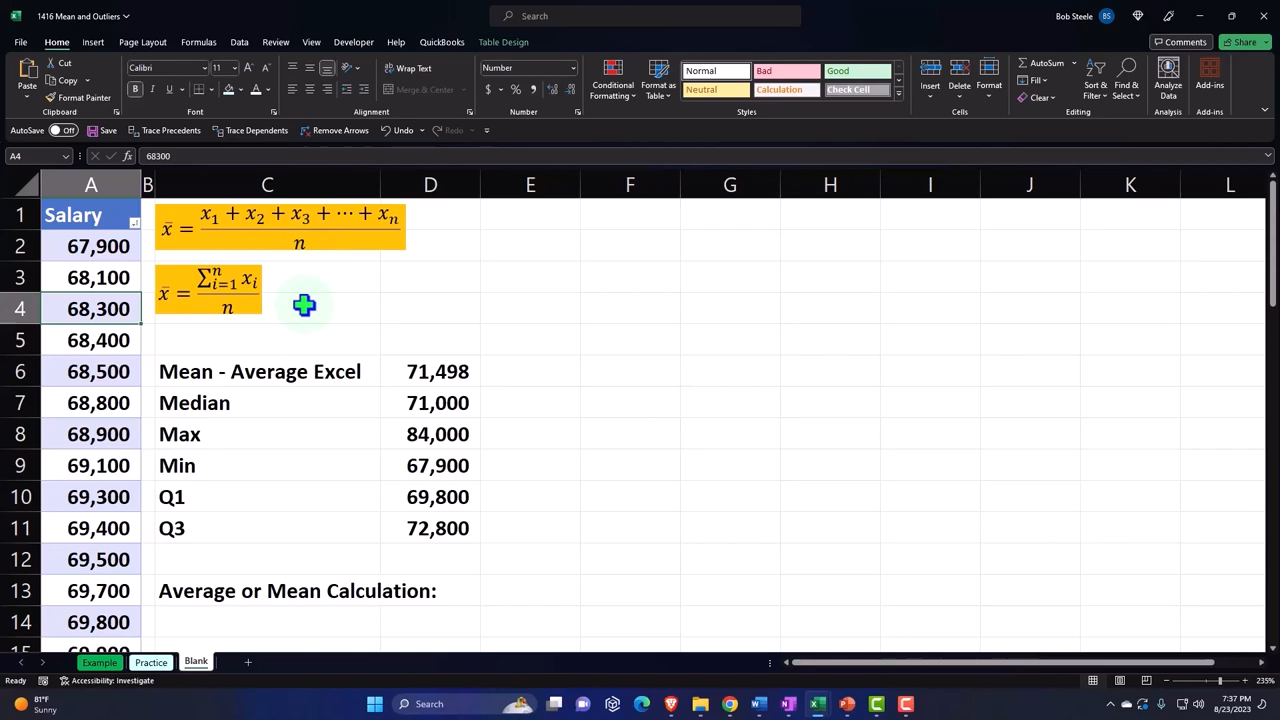 1416 Mean and Outliers
Search
Bob Steele BS
File Home Insert Page Layout Formulas Data Review View Developer Help QuickBooks Table Design Comments Share
Paste Cut Copy Format Painter Clipboard
Calibri 11 B I U Font
Wrap Text Merge & Center Alignment
Number $ % , Number
Conditional Formatting Format as Table Normal Bad Good Neutral Calculation Check Cell Styles
Insert Delete Format Cells
AutoSum Fill Clear Sort & Filter Find & Select Editing
Analyze Data Analysis Add-ins Add-ins
AutoSave Off Save Trace Precedents Trace Dependents Remove Arrows Undo
A4 fx 68300
A B C D E F G H I J K L
1 Salary x̄ = (x₁ + x₂ + x₃ + ⋯ + xₙ) / n
2 67,900
3 68,100 x̄ = (∑ⁿᵢ₌₁ xᵢ) / n
4 68,300
5 68,400
6 68,500 Mean - Average Excel 71,498
7 68,800 Median 71,000
8 68,900 Max 84,000
9 69,100 Min 67,900
10 69,300 Q1 69,800
11 69,400 Q3 72,800
12 69,500
13 69,700 Average or Mean Calculation:
14 69,800
Example Practice Blank
Ready Accessibility: Investigate 235%
81°F
Sunny
Search
7:37 PM
8/23/2023